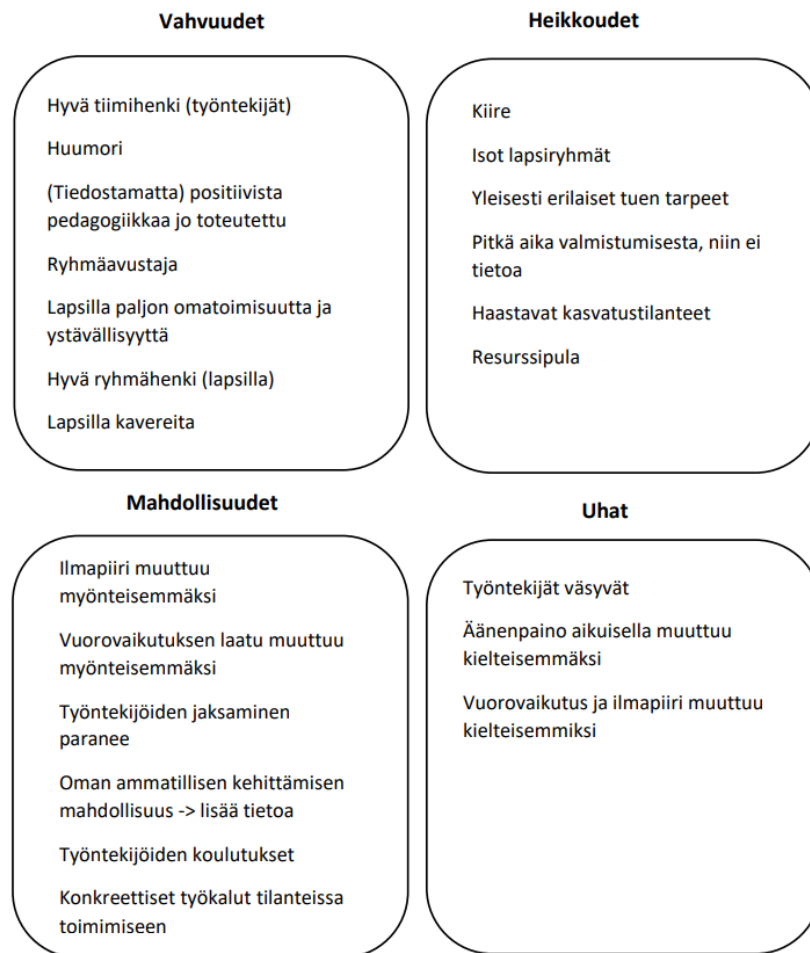 Vahvuudet
Hyvä tiimihenki (työntekijät)
Huumori
(Tiedostamatta) positiivista
pedagogiikkaa jo toteutettu
Ryhmäavustaja
Lapsilla paljon omatoimisuutta ja
ystävällisyyttä
Hyvä ryhmähenki (lapsilla)
Lapsilla kavereita
Heikkoudet
Kiire
Isot lapsiryhmät
Yleisesti erilaiset tuen tarpeet
Pitkä aika valmistumisesta, niin ei
tietoa
Haastavat kasvatustilanteet
Resurssipula
Mahdollisuudet
Ilmapiiri muuttuu
myönteisemmäksi
Vuorovaikutuksen laatu muuttuu
myönteisemmäksi
Työntekijöiden jaksaminen
paranee
Oman ammatillisen kehittämisen
mahdollisuus -> lisää tietoa
Työntekijöiden koulutukset
Konkreettiset työkalut tilanteissa
toimimiseen
Uhat
Työntekijät väsyvät
Äänenpaino aikuisella muuttuu
kielteisemmäksi
Vuorovaikutus ja ilmapiiri muuttuu
kielteisemmiksi